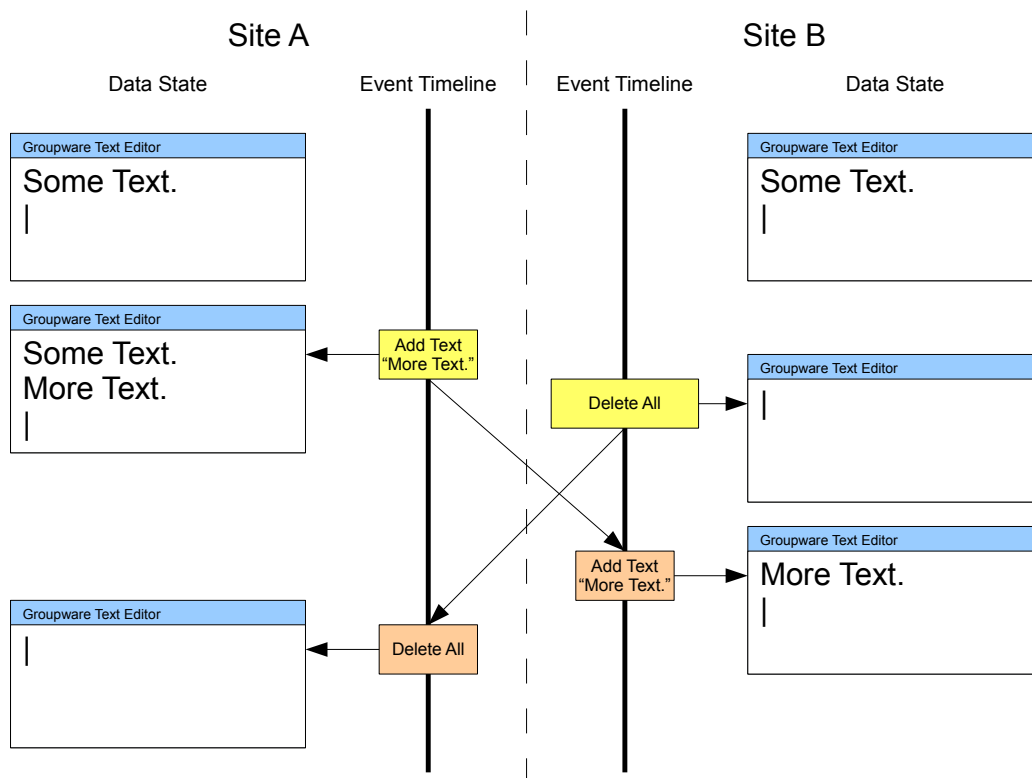 Site A
Site B
Data State
Event Timeline
Event Timeline
Data State
Groupware Text Editor
Some Text.
|
Groupware Text Editor
Some Text.
|
Groupware Text Editor
Some Text.
More Text.
|
Add Text
“More Text.”
Delete All
Groupware Text Editor
|
Add Text
“More Text.”
Groupware Text Editor
More Text.
|
Groupware Text Editor
|
Delete All